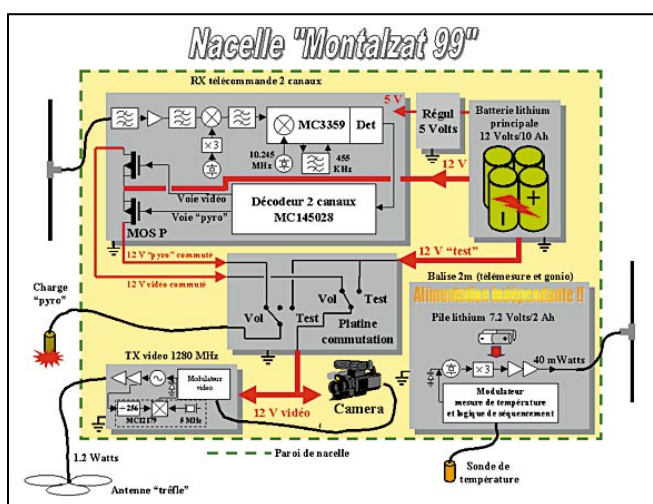 Nacelle "Montalzat 99"
RX télécommande 2 canaux
5 V
Régul
5 Volts
Batterie lithium
principale
12 Volts/10 Ah
MC3359
Det
×3
10.245
MHz
455
KHz
12 V
Voie vidéo
Voie "pyro"
Décodeur 2 canaux
MC145028
MOS P
12 V "pyro" commuté
12 V vidéo commuté
12 V "test"
Charge
"pyro"
Vol
Test
Vol
Test
Platine
commutation
Balise 2m (télémesure et gonio)
Alimentation indépendante !!
Pile lithium 7.2 Volts/2 Ah
×3
40 mWatts
Modulateur
mesure de température
et logique de séquencement
TX video 1280 MHz
Modulateur
video
÷ 256
5 MHz
12 V vidéo
Camera
1.2 Watts
Antenne "trêfle"
Paroi de nacelle
Sonde de
température